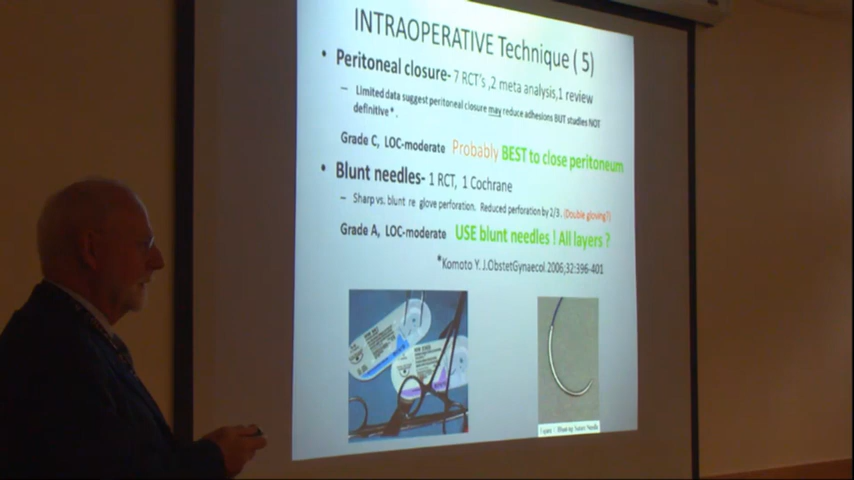 INTRAOPERATIVE Technique ( 5)
• Peritoneal closure- 7 RCT's ,2 meta analysis,1 review
– Limited data suggest peritoneal closure may reduce adhesions BUT studies NOT
definitive* .
Grade C, LOC-moderate Probably BEST to close peritoneum
• Blunt needles- 1 RCT, 1 Cochrane
– Sharp vs. blunt re glove perforation. Reduced perforation by 2/3. (Double gloving?)
Grade A, LOC-moderate USE blunt needles ! All layers ?
*Komoto Y. J.ObstetGynaecol.2006;32:396-401